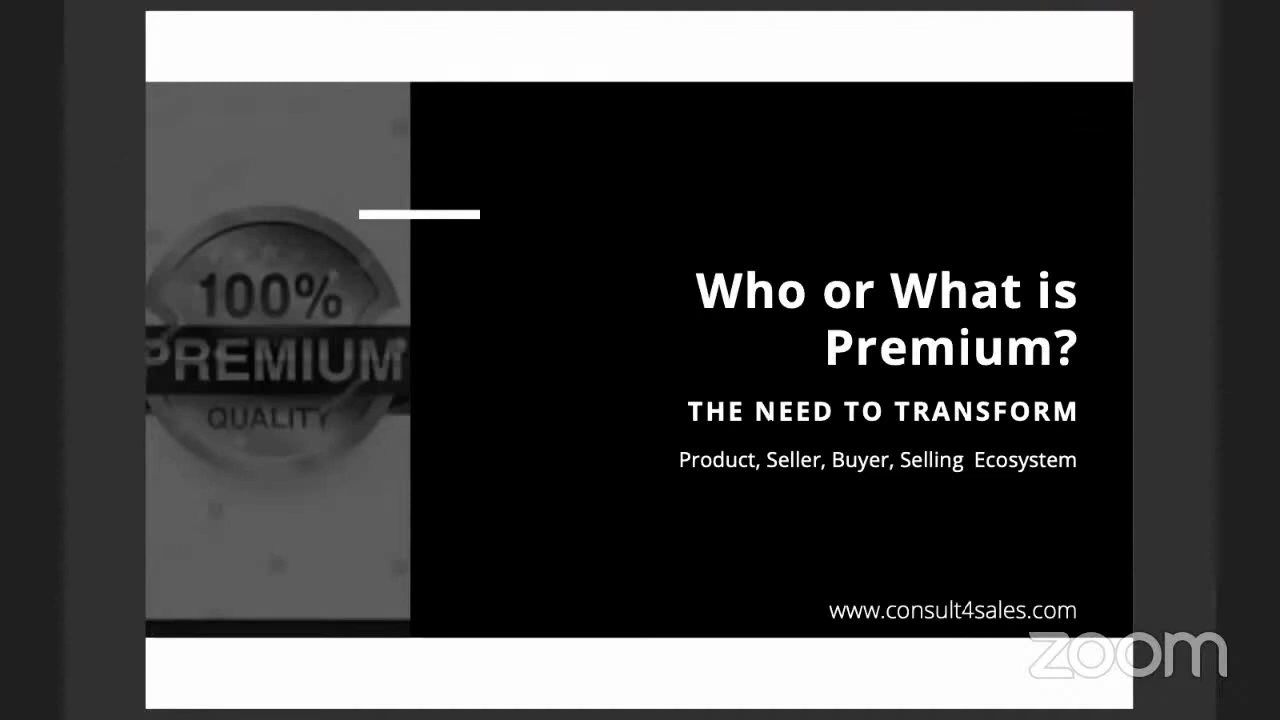 100%
PREMIUM
QUALITY
Who or What is
Premium?
THE NEED TO TRANSFORM
Product, Seller, Buyer, Selling Ecosystem
www.consult4sales.com
zoom